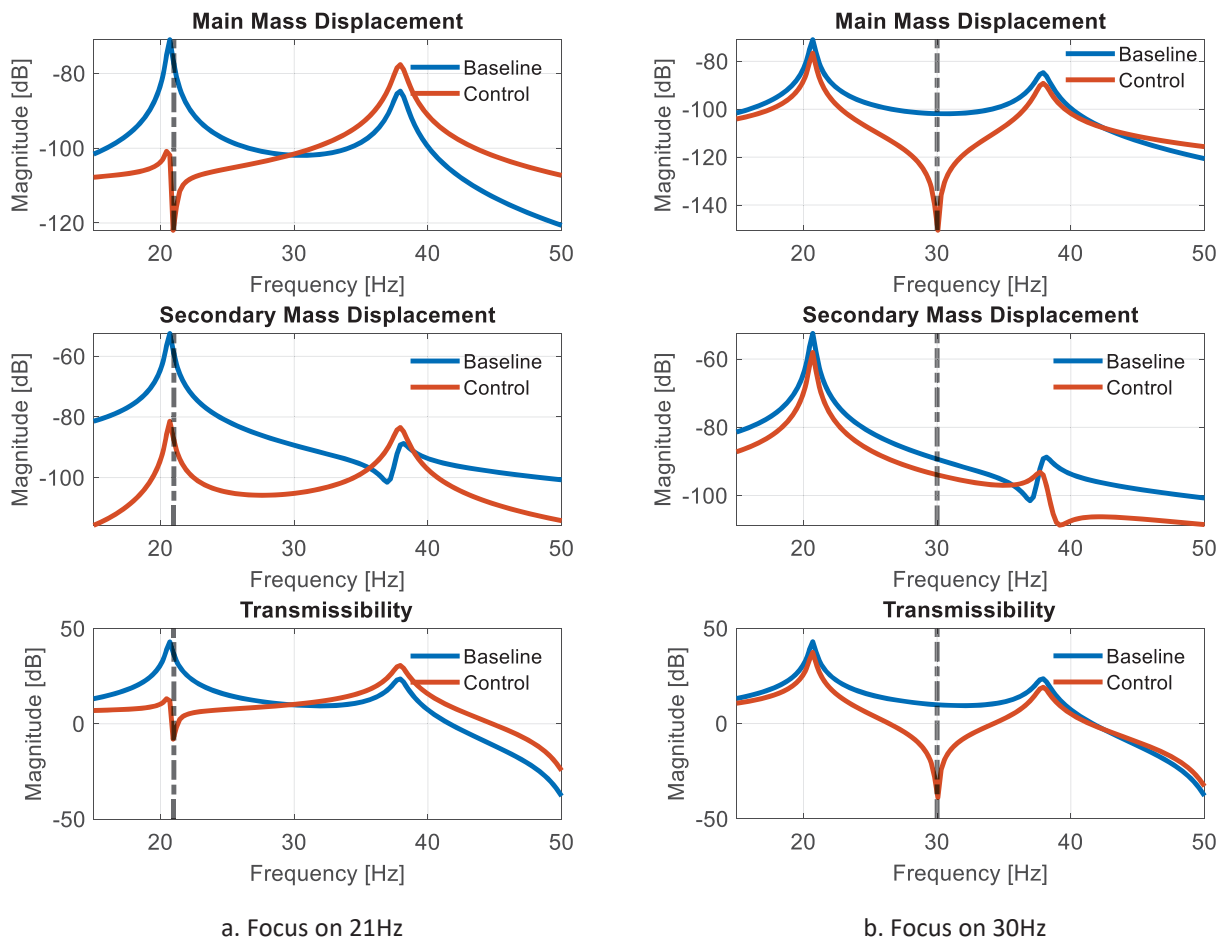 Main Mass Displacement
Magnitude [dB]
-80
-100
-120
Baseline
Control
20
30
40
50
Frequency [Hz]
Secondary Mass Displacement
Magnitude [dB]
-60
-80
-100
Baseline
Control
20
30
40
50
Frequency [Hz]
Transmissibility
Magnitude [dB]
50
0
-50
Baseline
Control
20
30
40
50
Frequency [Hz]
a. Focus on 21Hz
Main Mass Displacement
Magnitude [dB]
-80
-100
-120
-140
Baseline
Control
20
30
40
50
Frequency [Hz]
Secondary Mass Displacement
Magnitude [dB]
-60
-80
-100
Baseline
Control
20
30
40
50
Frequency [Hz]
Transmissibility
Magnitude [dB]
50
0
-50
Baseline
Control
20
30
40
50
Frequency [Hz]
b. Focus on 30Hz